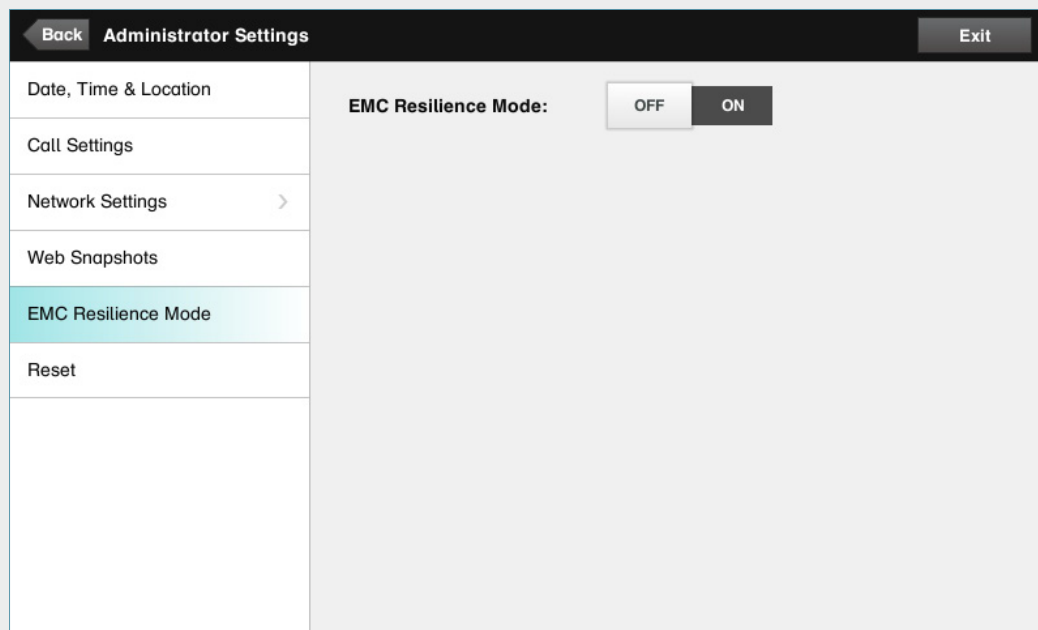 Back Administrator Settings Exit
Date, Time & Location
EMC Resilience Mode: OFF ON
Call Settings
Network Settings
Web Snapshots
EMC Resilience Mode
Reset